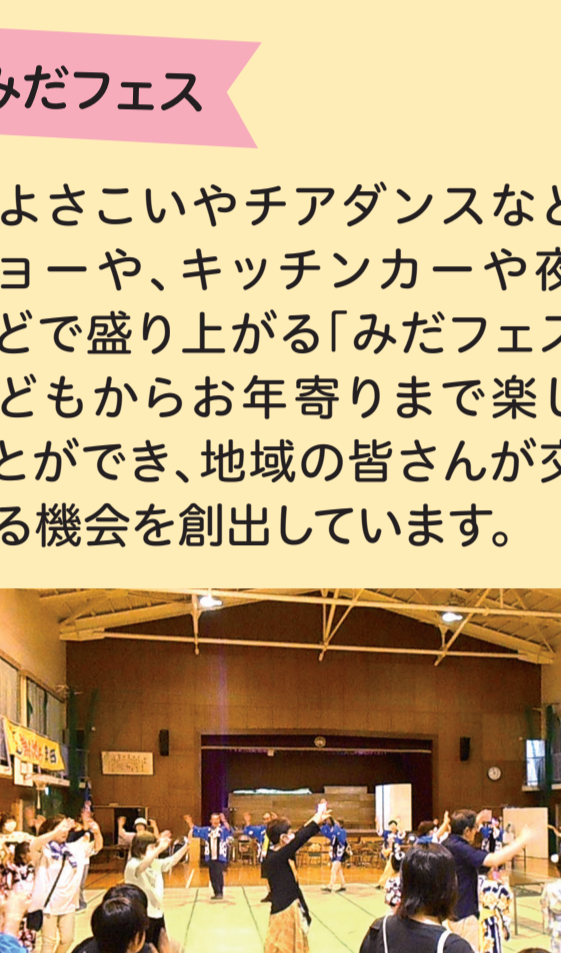 みだフェス
よさこいやチアダンスなど
ョーや、キッチンカーや夜
どで盛り上がる「みだフェス
どもからお年寄りまで楽し
とができ、地域の皆さんが交
る機会を創出しています。